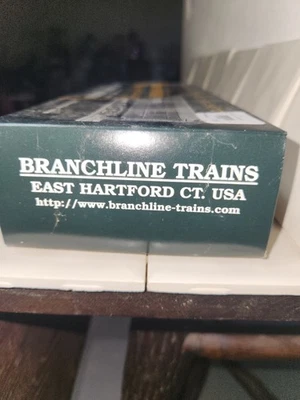 BRANCHLINE TRAINS
EAST HARTFORD CT. USA
http://www.branchline-trains.com